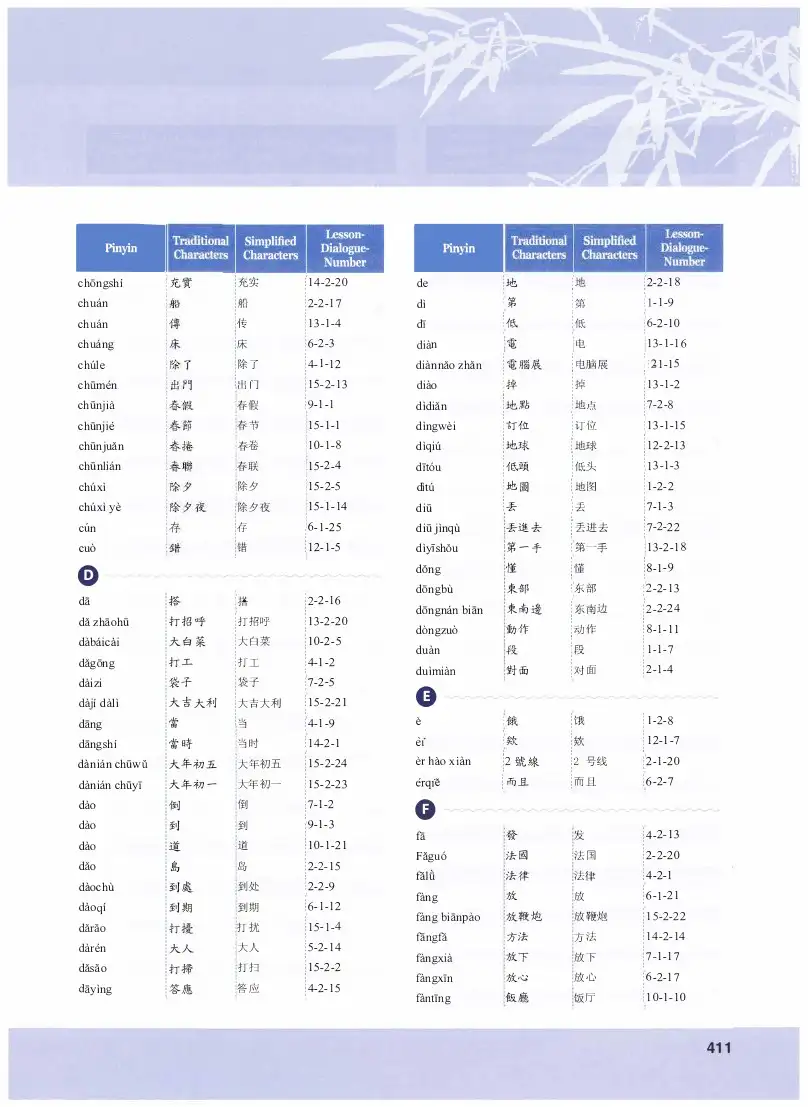 Pinyin Traditional Characters Simplified Characters Lesson-Dialogue-Number
chōngshí 充實 充实 14-2-20
chuán 船 船 2-2-17
chuán 傳 传 13-1-4
chuáng 床 床 6-2-3
chúle 除了 除了 4-1-12
chūmén 出門 出门 15-2-13
chūnjià 春假 春假 9-1-1
chūnjié 春節 春节 15-1-1
chūnjuǎn 春捲 春卷 10-1-8
chūnlián 春聯 春联 15-2-4
chúxì 除夕 除夕 15-2-5
chúxì yè 除夕夜 除夕夜 15-1-14
cún 存 存 6-1-25
cuò 錯 错 12-1-5
D
dā 搭 搭 2-2-16
dǎ zhāohū 打招呼 打招呼 13-2-20
dàbáicài 大白菜 大白菜 10-2-5
dǎgōng 打工 打工 4-1-2
dàizi 袋子 袋子 7-2-5
dàjí dàlì 大吉大利 大吉大利 15-2-21
dāng 當 当 4-1-9
dāngshí 當時 当时 14-2-1
dànián chūwǔ 大年初五 大年初五 15-2-24
dànián chūyī 大年初一 大年初一 15-2-23
dào 倒 倒 7-1-2
dào 到 到 9-1-3
dào 道 道 10-1-21
dǎo 島 岛 2-2-15
dàochù 到處 到处 2-2-9
dàoqí 到期 到期 6-1-12
dǎrǎo 打擾 打扰 15-1-4
dàrén 大人 大人 5-2-14
dǎsǎo 打掃 打扫 15-2-2
dāyìng 答應 答应 4-2-15
Pinyin Traditional Characters Simplified Characters Lesson-Dialogue-Number
de 地 地 2-2-18
dì 第 第 1-1-9
dī 低 低 6-2-10
diàn 電 电 13-1-16
diànnǎo zhǎn 電腦展 电脑展 21-15
diào 掉 掉 13-1-2
dìdiǎn 地點 地点 7-2-8
dìngwèi 訂位 订位 13-1-15
dìqiú 地球 地球 12-2-13
dītóu 低頭 低头 13-1-3
dìtú 地圖 地图 1-2-2
diū 丟 丢 7-1-3
diū jìnqù 丟進去 丢进去 7-2-22
dìyīshǒu 第一手 第一手 13-2-18
dǒng 懂 懂 8-1-9
dōngbù 東部 东部 2-2-13
dōngnán biān 東南邊 东南边 2-2-24
dòngzuò 動作 动作 8-1-11
duàn 段 段 1-1-7
duìmiàn 對面 对面 2-1-4
E
è 餓 饿 1-2-8
èi 欸 欸 12-1-7
èr hào xiàn 2 號線 2 号线 2-1-20
érqiě 而且 而且 6-2-7
F
fā 發 发 4-2-13
Fǎguó 法國 法国 2-2-20
fǎlǜ 法律 法律 4-2-1
fàng 放 放 6-1-21
fàng biānpào 放鞭炮 放鞭炮 15-2-22
fāngfǎ 方法 方法 14-2-14
fàngxià 放下 放下 7-1-17
fàngxīn 放心 放心 6-2-17
fàntīng 飯廳 饭厅 10-1-10
411